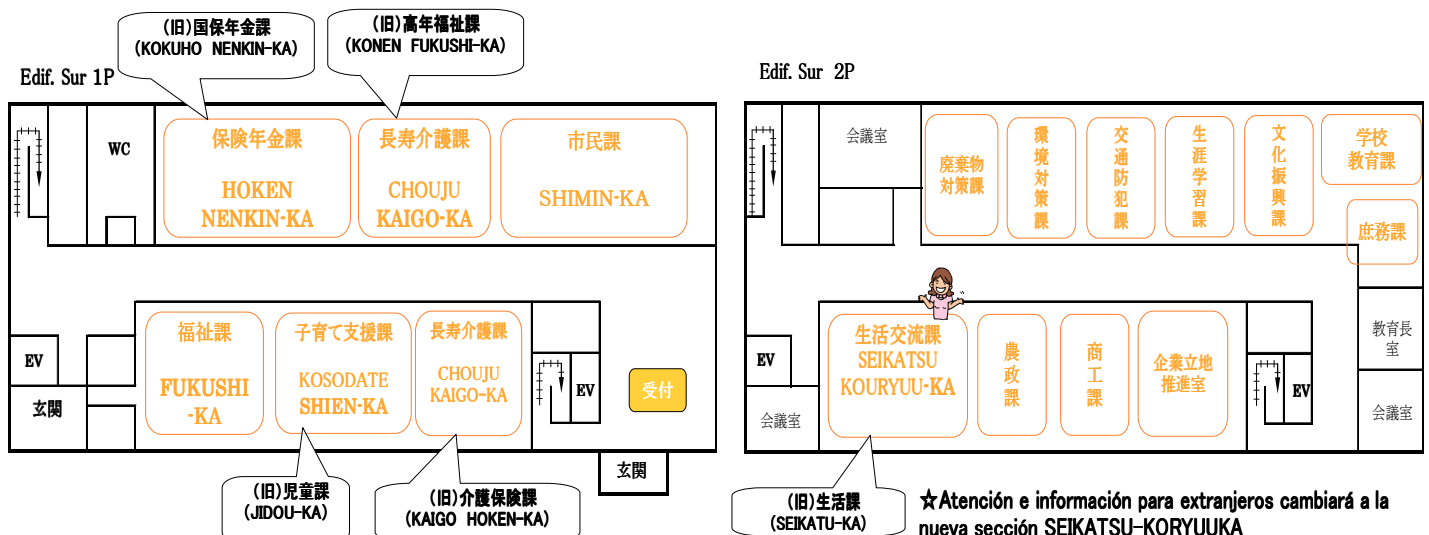 (旧)国保年金課
(KOKUHO NENKIN-KA)
(旧)高年福祉課
(KONEN FUKUSHI-KA)
Edif. Sur 1P
WC
保険年金課
HOKEN
NENKIN-KA
長寿介護課
CHOUJU
KAIGO-KA
市民課
SHIMIN-KA
福祉課
FUKUSHI
-KA
子育て支援課
KOSODATE
SHIEN-KA
長寿介護課
CHOUJU
KAIGO-KA
EV
玄関
EV
受付
玄関
(旧)児童課
(JIDOU-KA)
(旧)介護保険課
(KAIGO HOKEN-KA)
Edif. Sur 2P
会議室
廃棄物
対策課
環境対策課
交通防犯課
生涯学習課
文化振興課
学校
教育課
庶務課
生活交流課
SEIKATSU
KOURYUU-KA
農政課
商工課
企業立地
推進室
EV
会議室
EV
教育長
室
会議室
(旧)生活課
(SEIKATU-KA)
☆Atención e información para extranjeros cambiará a la
nueva sección SEIKATSU-KORYUUKA